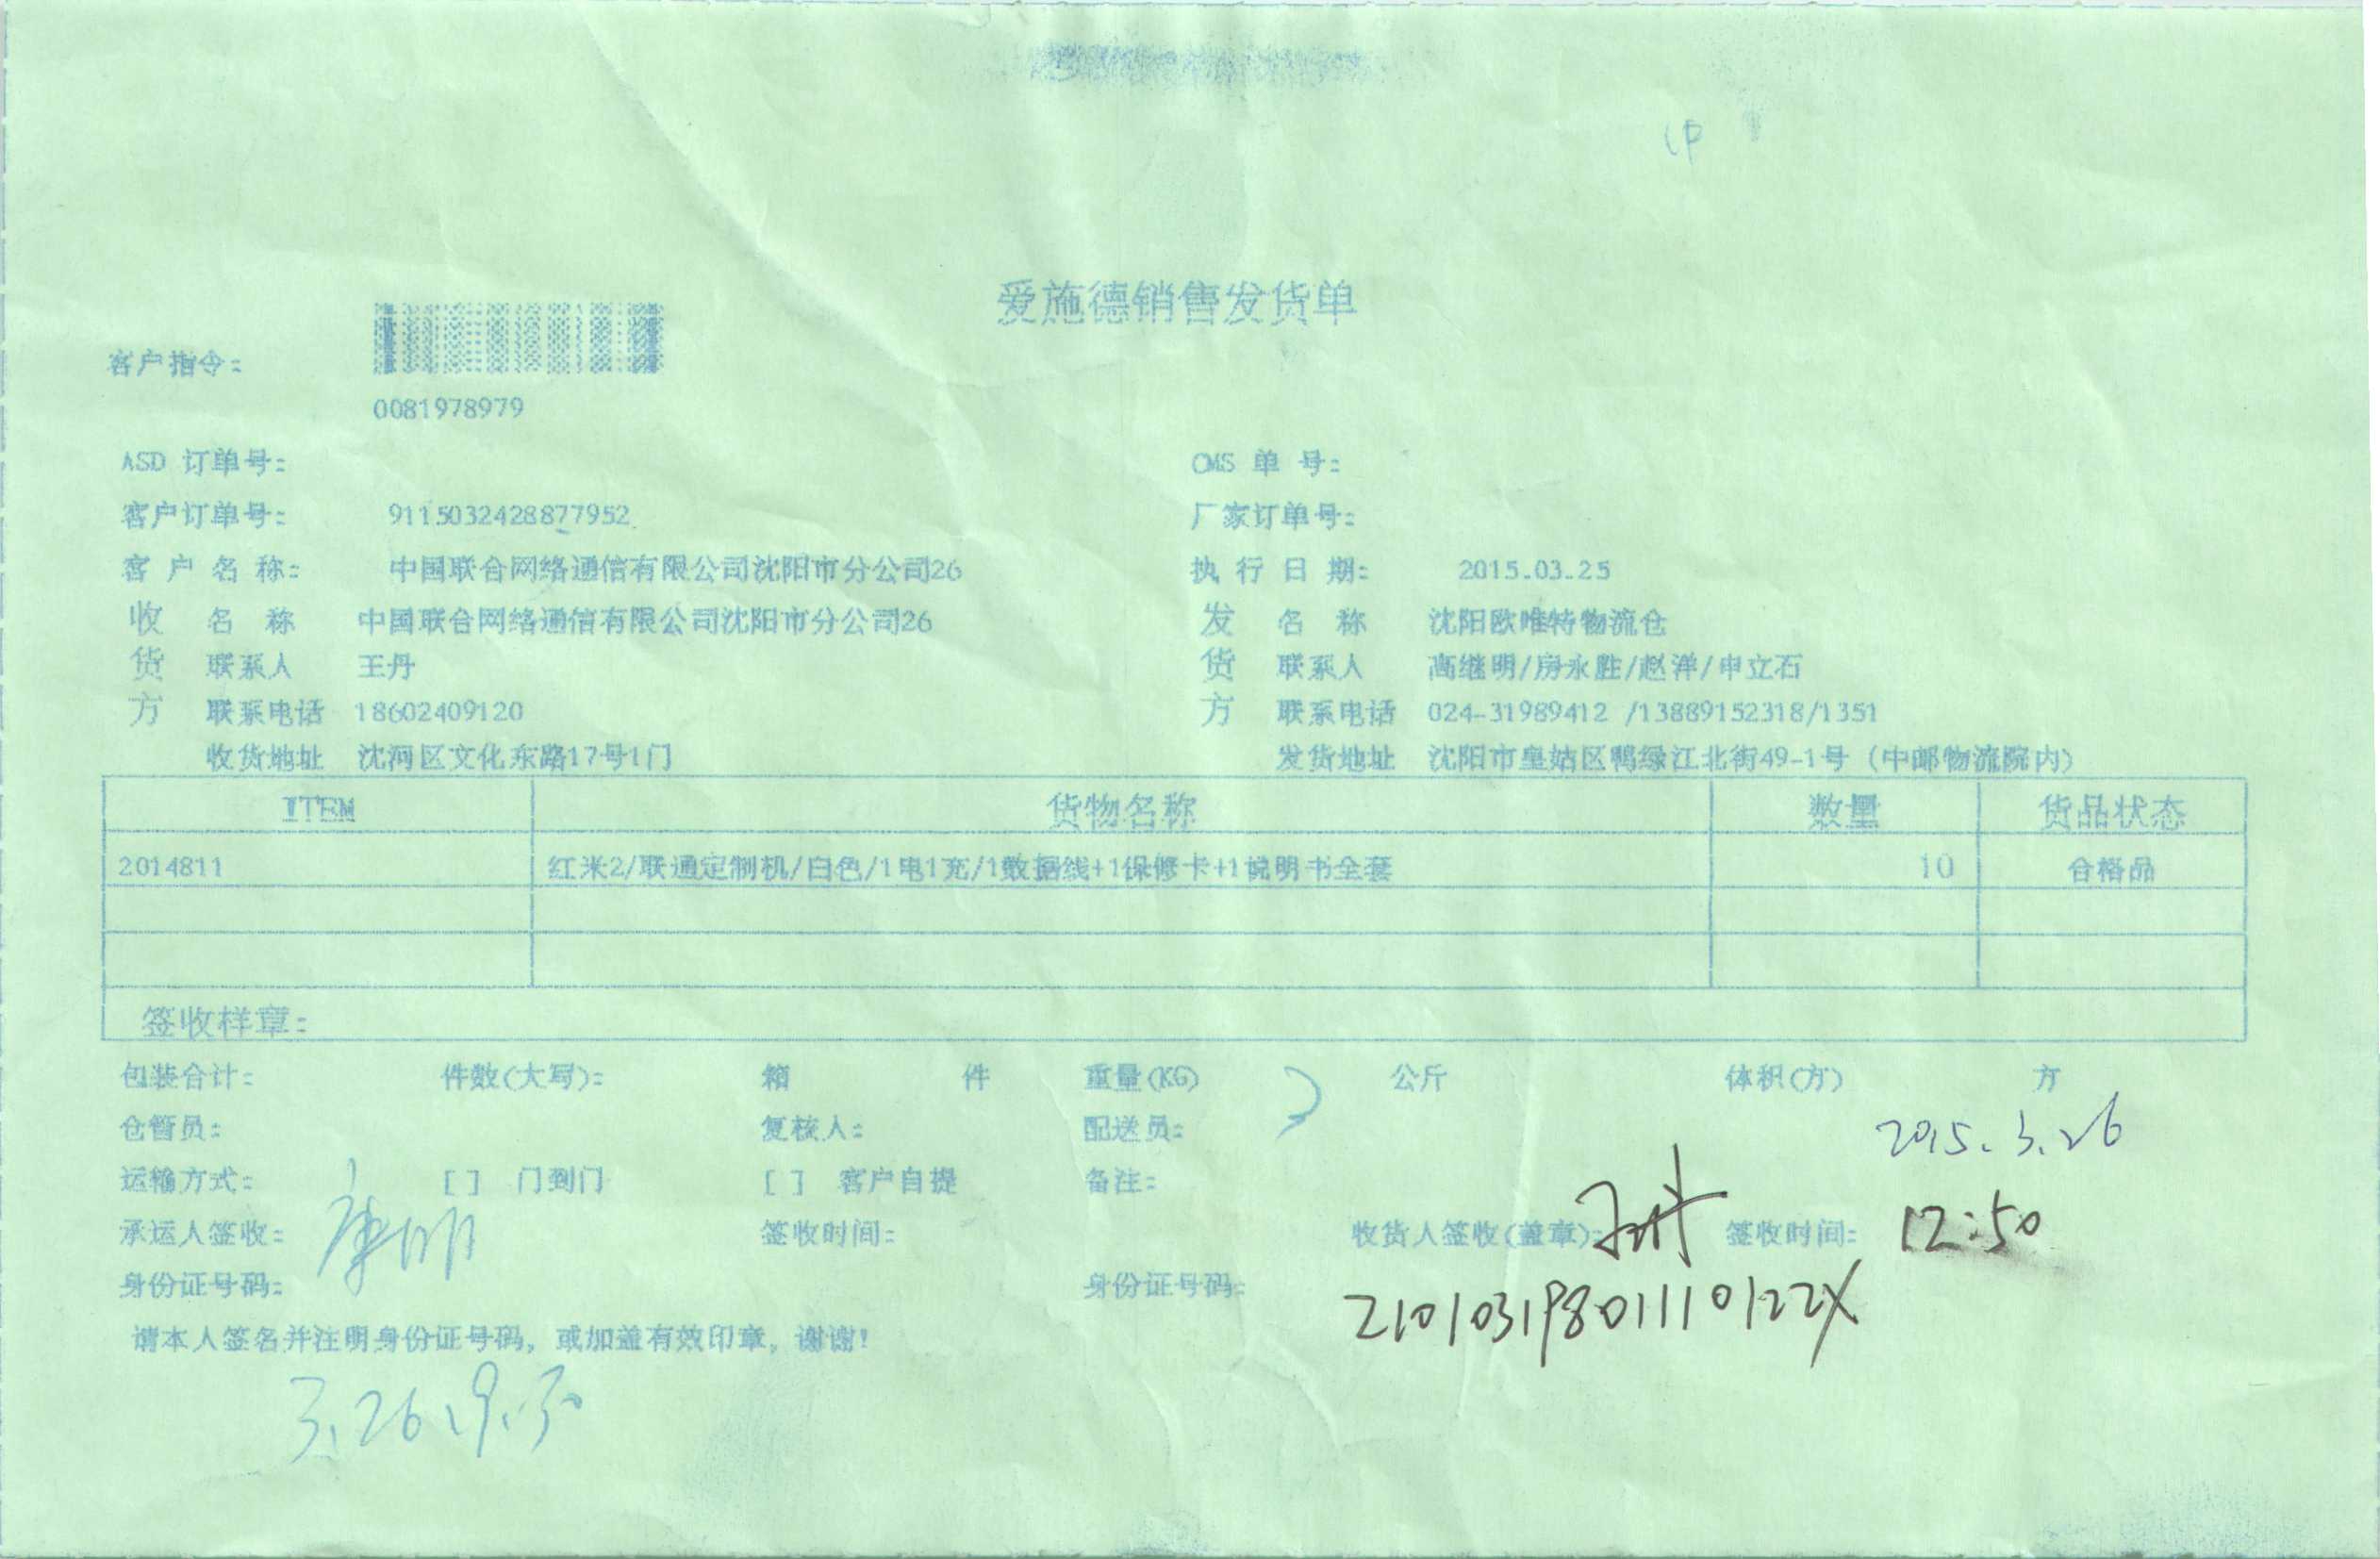 爱施德销售发货单
客户指令:
0081978979
ASD 订单号: OMS 单 号:
客户订单号: 9115032428877952 厂家订单号:
客 户 名 称: 中国联合网络通信有限公司沈阳市分公司26 执 行 日 期: 2015.03.25
收 名 称 中国联合网络通信有限公司沈阳市分公司26 发 名 称 沈阳欧唯特物流仓
货 联系人 王丹 货 联系人 高继明/房永胜/赵洋/申立石
方 联系电话 18602409120 方 联系电话 024-31989412 /13889152318/1351
收货地址 沈河区文化东路17号1门 发货地址 沈阳市皇姑区鸭绿江北街49-1号 (中邮物流院内)
ITEM 货物名称 数量 货品状态
2014811 红米2/联通定制机/白色/1电1充/1数据线+1保修卡+1说明书全套 10 合格品
签收样章:
包装合计: 件数(大写): 箱 件 重量(KG) 公斤 体积(方) 方
仓管员: 复核人: 配送员: 2015.3.26
运输方式: [ ] 门到门 [ ] 客户自提 备注:
承运人签收: 签收时间: 收货人签收(盖章): 王丹 签收时间: 12:50
身份证号码: 身份证号码: 21010319801110122X
请本人签名并注明身份证号码，或加盖有效印章，谢谢!
3.26.9.30